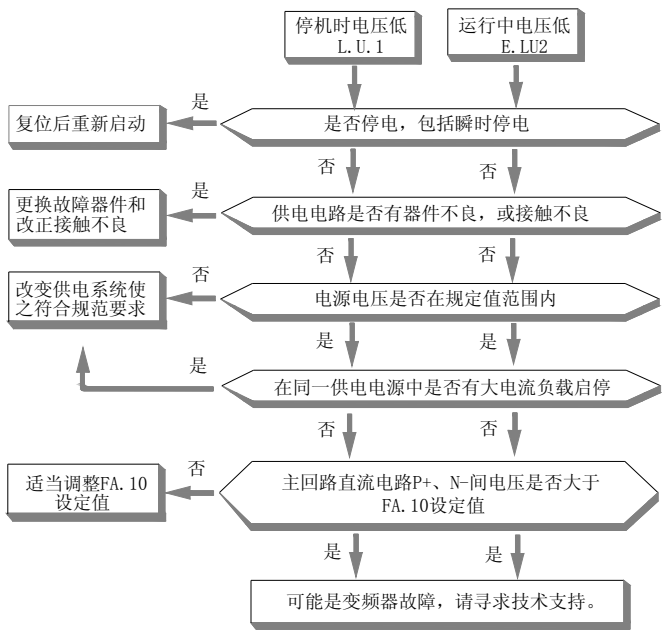 停机时电压低
L.U.1
运行中电压低
E.LU2
是
复位后重新启动
是否停电，包括瞬时停电
否
否
是
更换故障器件和
改正接触不良
供电电路是否有器件不良，或接触不良
否
否
否
改变供电系统使
之符合规范要求
电源电压是否在规定值范围内
是
是
是
在同一供电电源中是否有大电流负载启停
否
否
否
适当调整FA.10
设定值
主回路直流电路P+、N-间电压是否大于
FA.10设定值
是
是
可能是变频器故障，请寻求技术支持。